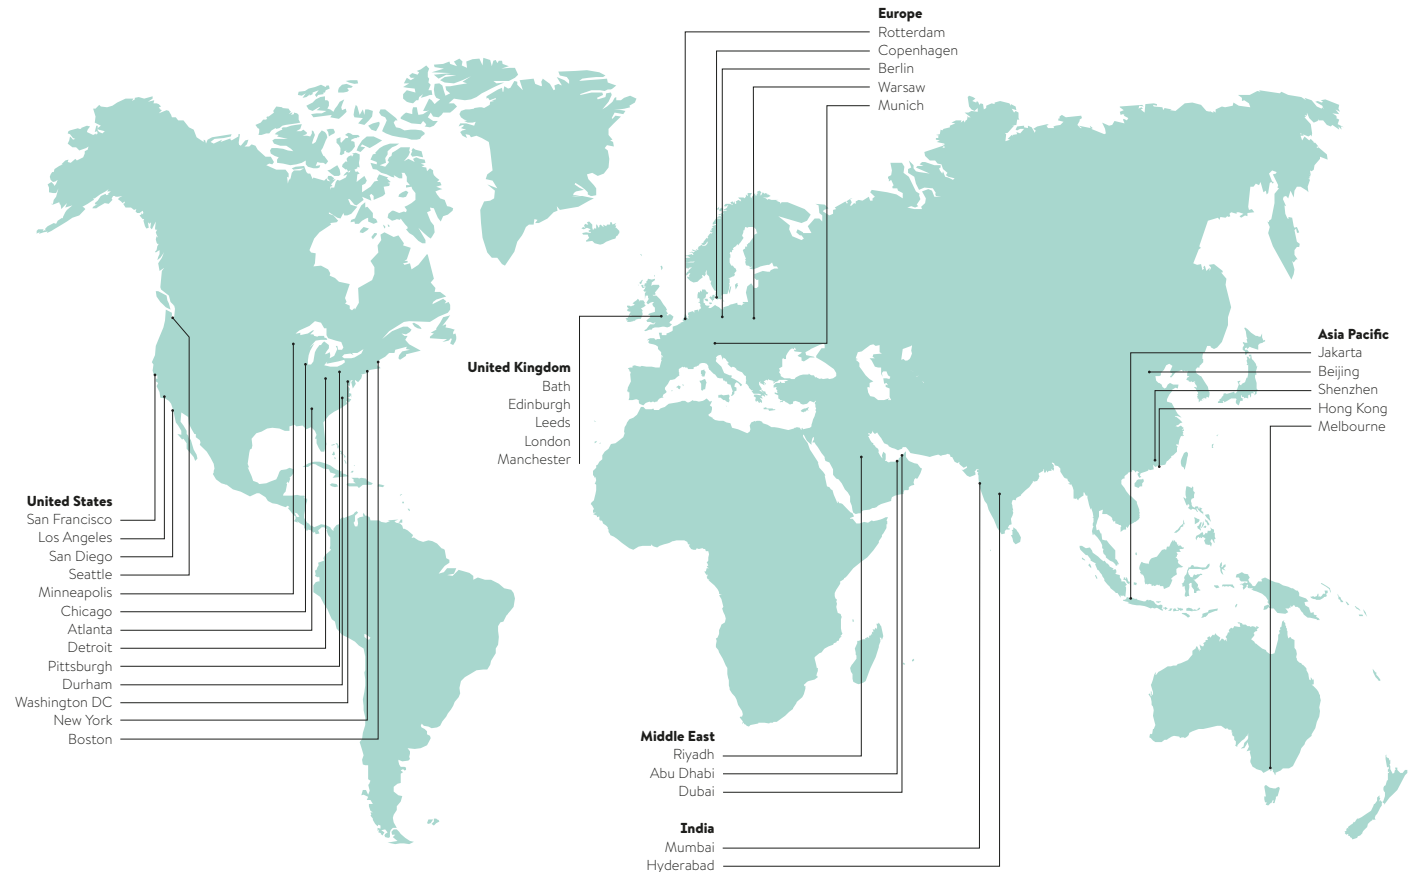 Europe
Rotterdam
Copenhagen
Berlin
Warsaw
Munich
Asia Pacific
Jakarta
Beijing
Shenzhen
Hong Kong
Melbourne
United Kingdom
Bath
Edinburgh
Leeds
London
Manchester
United States
San Francisco
Los Angeles
San Diego
Seattle
Minneapolis
Chicago
Atlanta
Detroit
Pittsburgh
Durham
Washington DC
New York
Boston
Middle East
Riyadh
Abu Dhabi
Dubai
India
Mumbai
Hyderabad